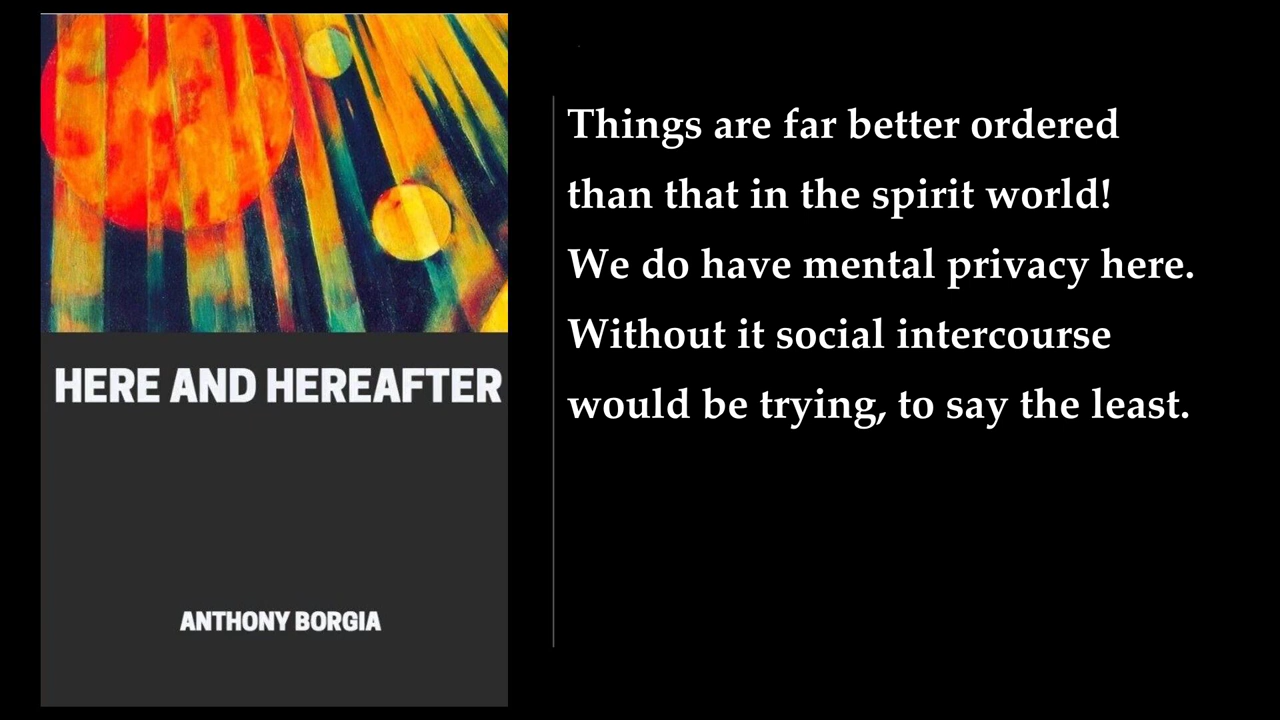 HERE AND HEREAFTER
ANTHONY BORGIA
Things are far better ordered
than that in the spirit world!
We do have mental privacy here.
Without it social intercourse
would be trying, to say the least.